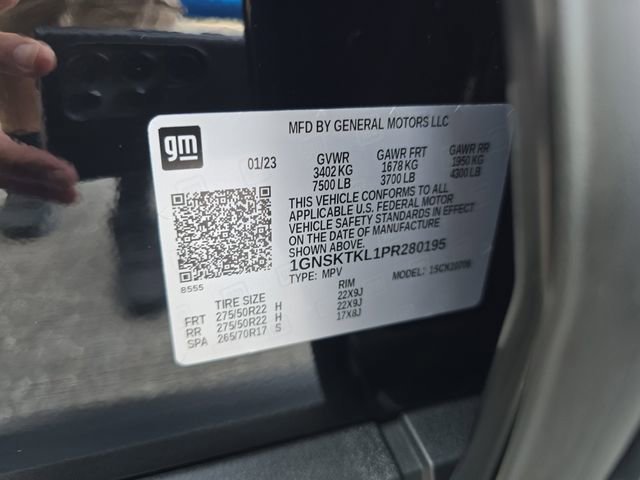 gm
MFD BY GENERAL MOTORS LLC
01/23 GVWR GAWR FRT GAWR RR
3402 KG 1678 KG 1950 KG
7500 LB 3700 LB 4300 LB
THIS VEHICLE CONFORMS TO ALL
APPLICABLE U.S. FEDERAL MOTOR
VEHICLE SAFETY STANDARDS IN EFFECT
ON THE DATE OF MANUFACTURE
SHOWN ABOVE.
1GNSKTKL1PR280195
TYPE: MPV MODEL:
8555
TIRE SIZE RIM
FRT 275/50R22 H 22X9J
RR 275/50R22 H 22X9J
SPA 265/70R17 S 17X8J